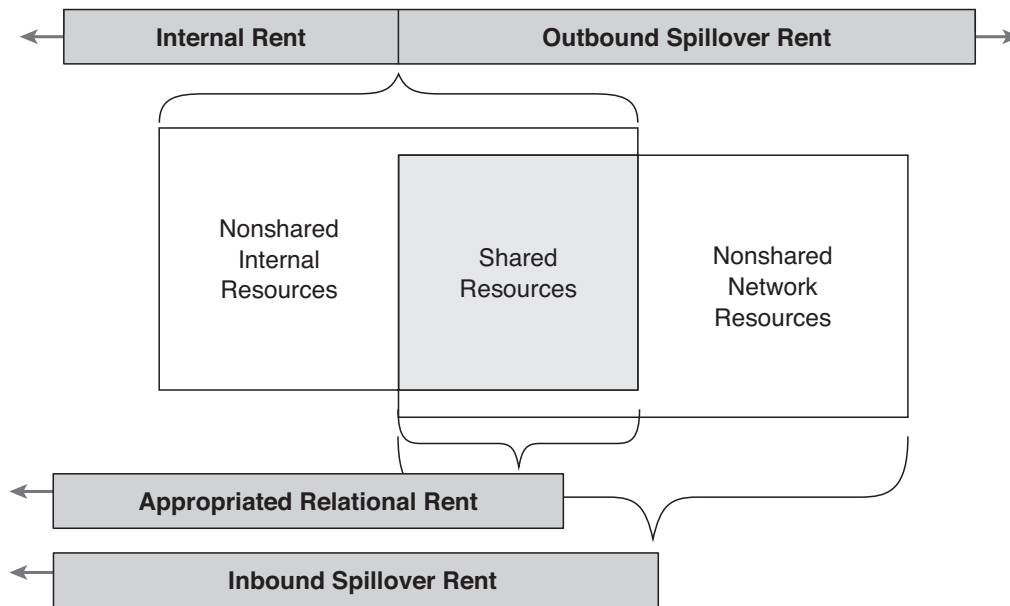 Internal Rent
Outbound Spillover Rent
Nonshared
Internal
Resources
Shared
Resources
Nonshared
Network
Resources
Appropriated Relational Rent
Inbound Spillover Rent